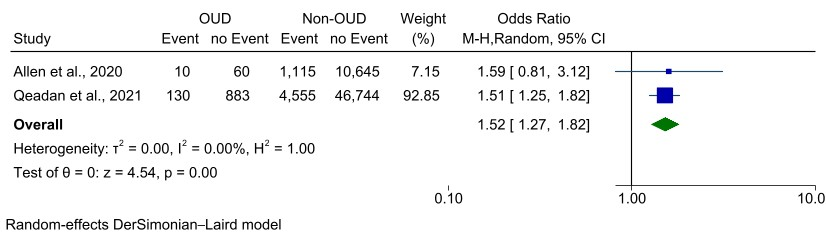 OUD Non-OUD Weight Odds Ratio
Study Event no Event Event no Event (%) M-H,Random, 95% CI
Allen et al., 2020 10 60 1,115 10,645 7.15 1.59 [ 0.81, 3.12]
Qeadan et al., 2021 130 883 4,555 46,744 92.85 1.51 [ 1.25, 1.82]
Overall 1.52 [ 1.27, 1.82]
Heterogeneity: τ² = 0.00, I² = 0.00%, H² = 1.00
Test of θ = 0: z = 4.54, p = 0.00
0.10 1.00 10.0
Random-effects DerSimonian–Laird model